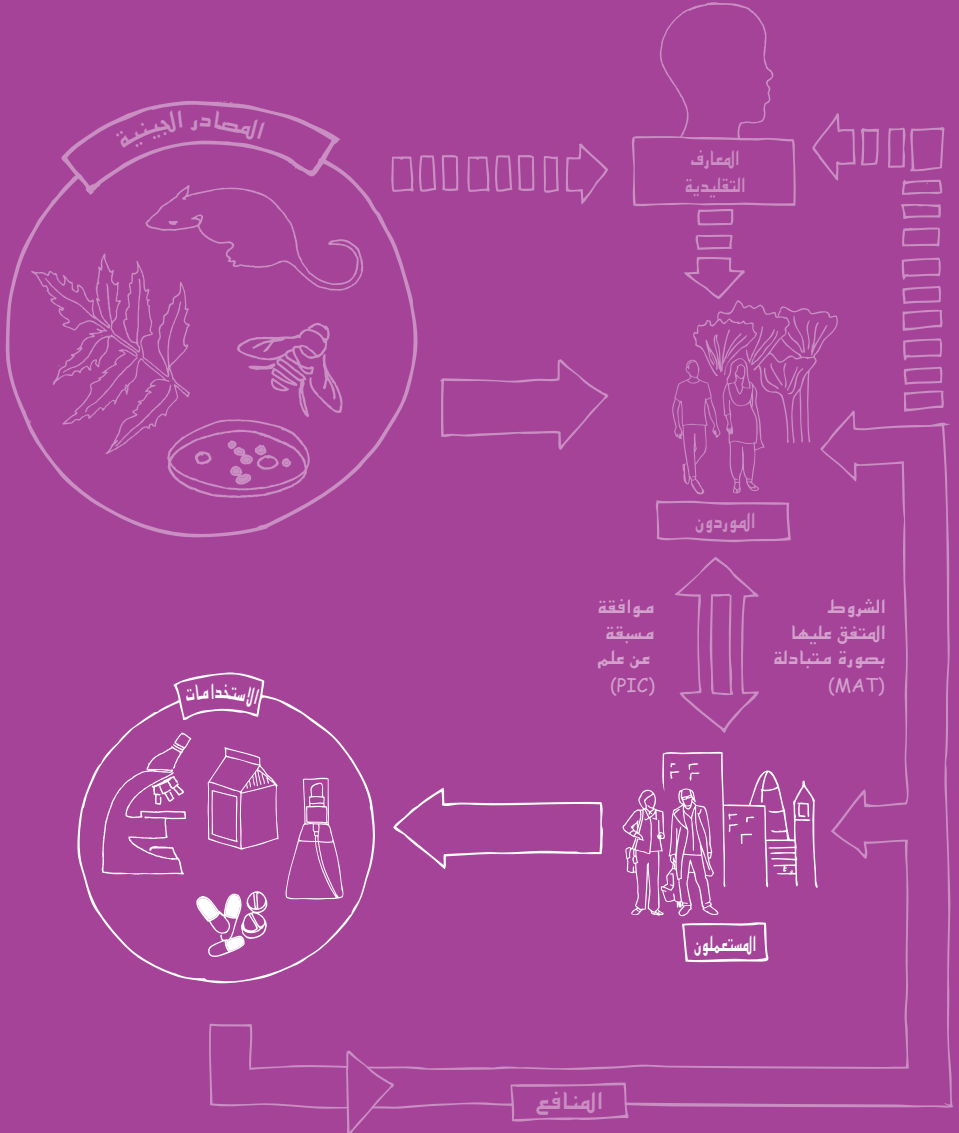 المصادر الجينية
المعارف
التقليدية
الموردون
الشروط
المتفق عليها
بصورة متبادلة
(MAT)
موافقة
مسبقة
عن علم
(PIC)
الاستخدامات
المستعملون
المنافع